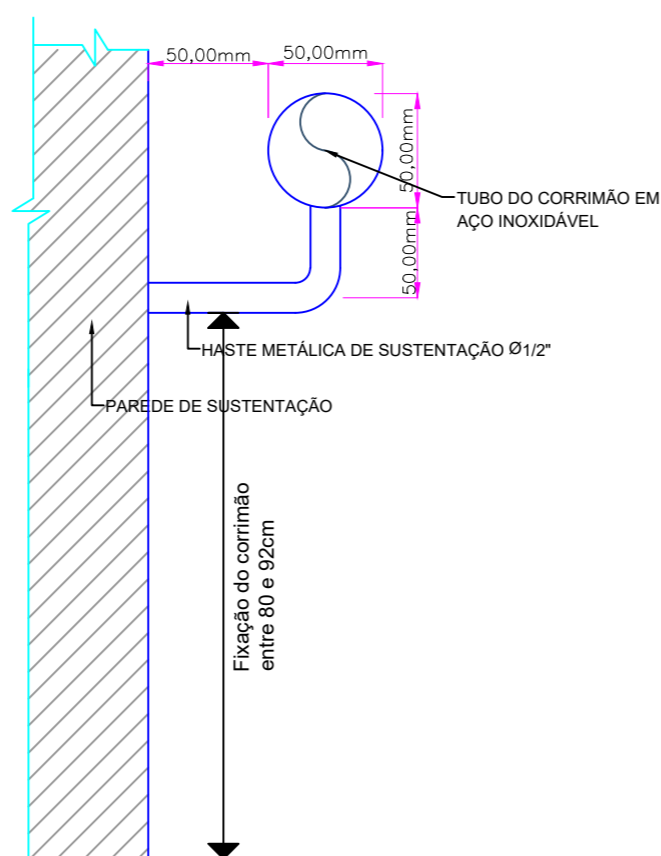 50,00mm
50,00mm
50,00mm
50,00mm
TUBO DO CORRIMÃO EM
AÇO INOXIDÁVEL
HASTE METÁLICA DE SUSTENTAÇÃO Ø1/2"
PAREDE DE SUSTENTAÇÃO
Fixação do corrimão
entre 80 e 92cm